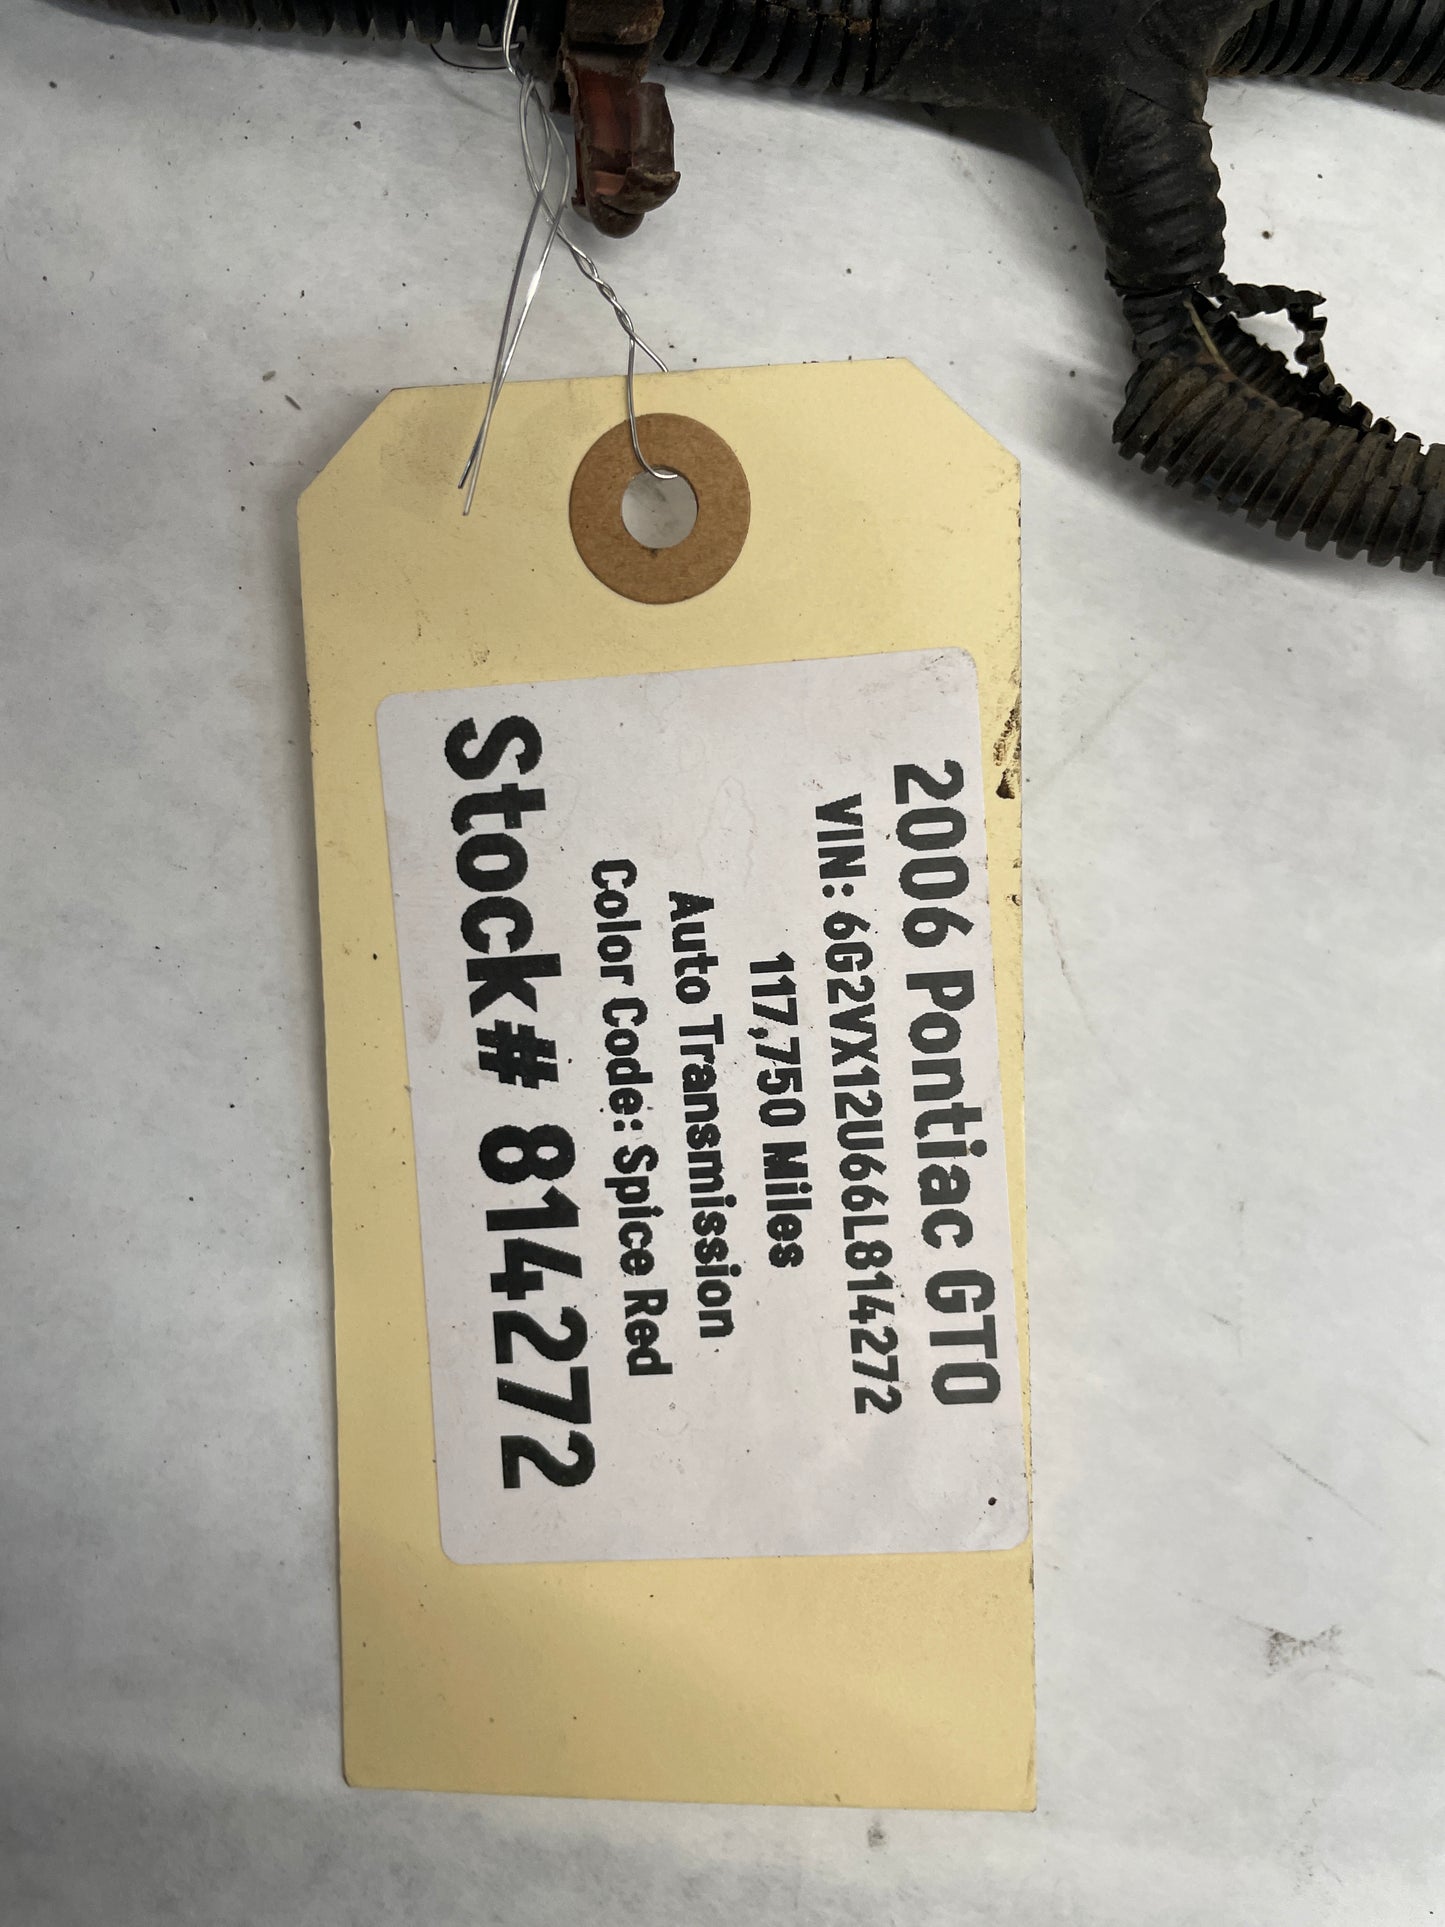 2006 Pontiac GTO
VIN: 6G2VX12U66L814272
117,750 Miles
Auto Transmission
Color Code: Spice Red
Stock# 814272